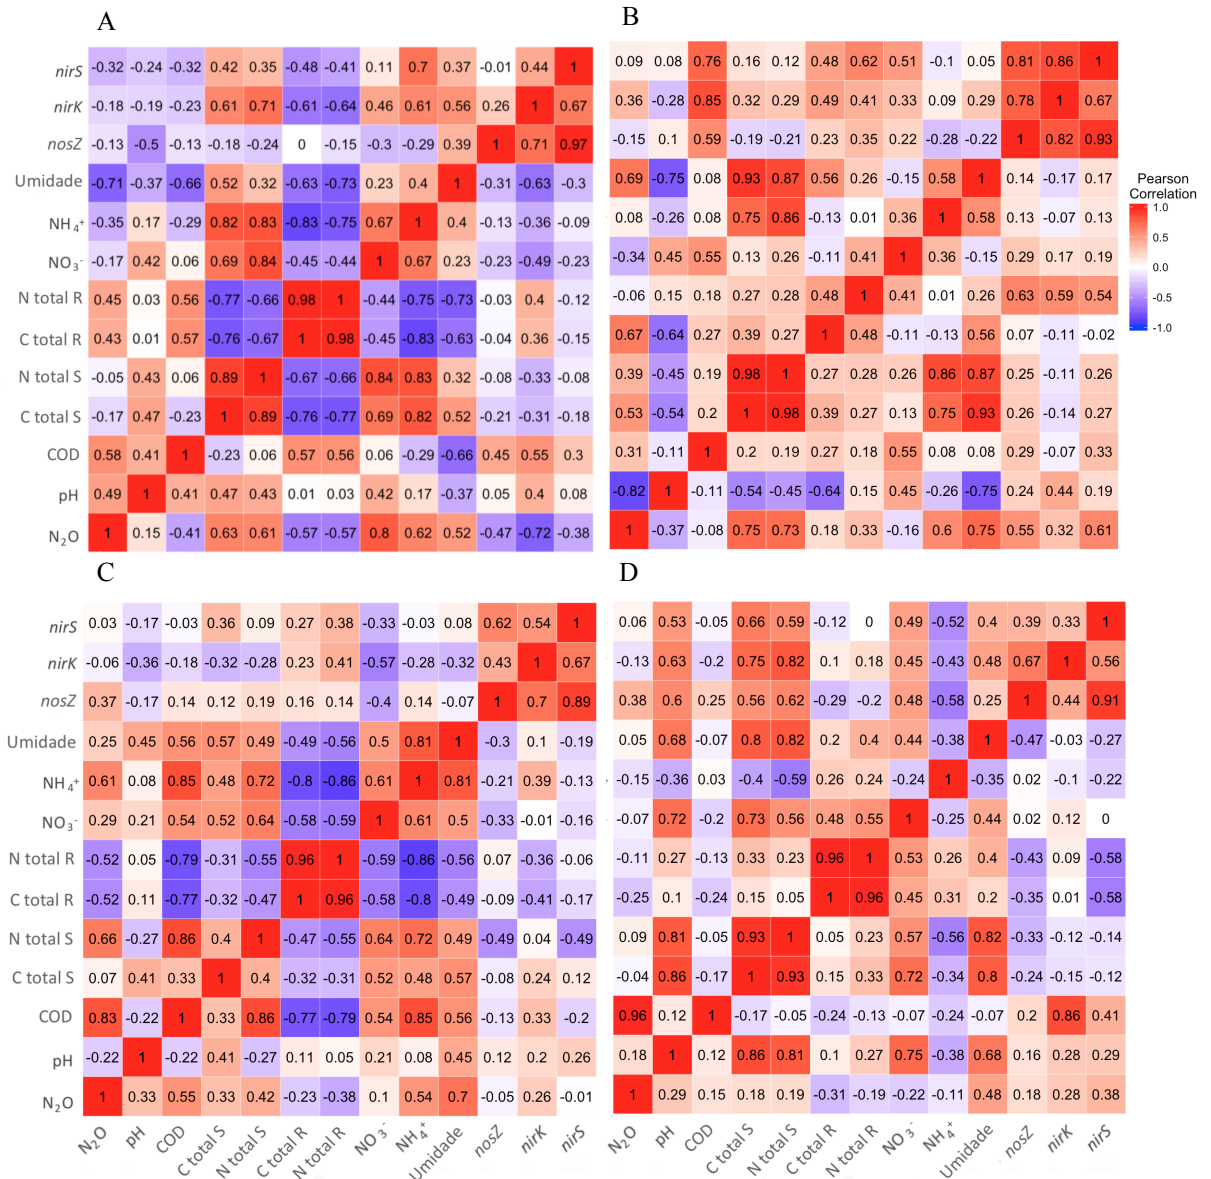 A
B
nirS -0.32 -0.24 -0.32 0.42 0.35 -0.48 -0.41 0.11 0.7 0.37 -0.01 0.44 1
nirK -0.18 -0.19 -0.23 0.61 0.71 -0.61 -0.64 0.46 0.61 0.56 0.26 1 0.67
nosZ -0.13 -0.5 -0.13 -0.18 -0.24 0 -0.15 -0.3 -0.29 0.39 1 0.71 0.97
Umidade -0.71 -0.37 -0.66 0.52 0.32 -0.63 -0.73 0.23 0.4 1 -0.31 -0.63 -0.3
NH₄⁺ -0.35 0.17 -0.29 0.82 0.83 -0.83 -0.75 0.67 1 0.4 -0.13 -0.36 -0.09
NO₃⁻ -0.17 0.42 0.06 0.69 0.84 -0.45 -0.44 1 0.67 0.23 -0.23 -0.49 -0.23
N total R 0.45 0.03 0.56 -0.77 -0.66 0.98 1 -0.44 -0.75 -0.73 -0.03 0.4 -0.12
C total R 0.43 0.01 0.57 -0.76 -0.67 1 0.98 -0.45 -0.83 -0.63 -0.04 0.36 -0.15
N total S -0.05 0.43 0.06 0.89 1 -0.67 -0.66 0.84 0.83 0.32 -0.08 -0.33 -0.08
C total S -0.17 0.47 -0.23 1 0.89 -0.76 -0.77 0.69 0.82 0.52 -0.21 -0.31 -0.18
COD 0.58 0.41 1 -0.23 0.06 0.57 0.56 0.06 -0.29 -0.66 0.45 0.55 0.3
pH 0.49 1 0.41 0.47 0.43 0.01 0.03 0.42 0.17 -0.37 0.05 0.4 0.08
N₂O 1 0.15 -0.41 0.63 0.61 -0.57 -0.57 0.8 0.62 0.52 -0.47 -0.72 -0.38
0.09 0.08 0.76 0.16 0.12 0.48 0.62 0.51 -0.1 0.05 0.81 0.86 1
0.36 -0.28 0.85 0.32 0.29 0.49 0.41 0.33 0.09 0.29 0.78 1 0.67
-0.15 0.1 0.59 -0.19 -0.21 0.23 0.35 0.22 -0.28 -0.22 1 0.82 0.93
0.69 -0.75 0.08 0.93 0.87 0.56 0.26 -0.15 0.58 1 0.14 -0.17 0.17
0.08 -0.26 0.08 0.75 0.86 -0.13 0.01 0.36 1 0.58 0.13 -0.07 0.13
-0.34 0.45 0.55 0.13 0.26 -0.11 0.41 1 0.36 -0.15 0.29 0.17 0.19
-0.06 0.15 0.18 0.27 0.28 0.48 1 0.41 0.01 0.26 0.63 0.59 0.54
0.67 -0.64 0.27 0.39 0.27 1 0.48 -0.11 -0.13 0.56 0.07 -0.11 -0.02
0.39 -0.45 0.19 0.98 1 0.27 0.28 0.26 0.86 0.87 0.25 -0.11 0.26
0.53 -0.54 0.2 1 0.98 0.39 0.27 0.13 0.75 0.93 0.26 -0.14 0.27
0.31 -0.11 1 0.2 0.19 0.27 0.18 0.55 0.08 0.08 0.29 -0.07 0.33
-0.82 1 -0.11 -0.54 -0.45 -0.64 0.15 0.45 -0.26 -0.75 0.24 0.44 0.19
1 -0.37 -0.08 0.75 0.73 0.18 0.33 -0.16 0.6 0.75 0.55 0.32 0.61
Pearson
Correlation
1.0
0.5
0.0
-0.5
-1.0
C
D
nirS 0.03 -0.17 -0.03 0.36 0.09 0.27 0.38 -0.33 -0.03 0.08 0.62 0.54 1
nirK -0.06 -0.36 -0.18 -0.32 -0.28 0.23 0.41 -0.57 -0.28 -0.32 0.43 1 0.67
nosZ 0.37 -0.17 0.14 0.12 0.19 0.16 0.14 -0.4 0.14 -0.07 1 0.7 0.89
Umidade 0.25 0.45 0.56 0.57 0.49 -0.49 -0.56 0.5 0.81 1 -0.3 0.1 -0.19
NH₄⁺ 0.61 0.08 0.85 0.48 0.72 -0.8 -0.86 0.61 1 0.81 -0.21 0.39 -0.13
NO₃⁻ 0.29 0.21 0.54 0.52 0.64 -0.58 -0.59 1 0.61 0.5 -0.33 -0.01 -0.16
N total R -0.52 0.05 -0.79 -0.31 -0.55 0.96 1 -0.59 -0.86 -0.56 0.07 -0.36 -0.06
C total R -0.52 0.11 -0.77 -0.32 -0.47 1 0.96 -0.58 -0.8 -0.49 -0.09 -0.41 -0.17
N total S 0.66 -0.27 0.86 0.4 1 -0.47 -0.55 0.64 0.72 0.49 -0.49 0.04 -0.49
C total S 0.07 0.41 0.33 1 0.4 -0.32 -0.31 0.52 0.48 0.57 -0.08 0.24 0.12
COD 0.83 -0.22 1 0.33 0.86 -0.77 -0.79 0.54 0.85 0.56 -0.13 0.33 -0.2
pH -0.22 1 -0.22 0.41 -0.27 0.11 0.05 0.21 0.08 0.45 0.12 0.2 0.26
N₂O 1 0.33 0.55 0.33 0.42 -0.23 -0.38 0.1 0.54 0.7 -0.05 0.26 -0.01
N₂O pH COD C total S N total S C total R N total R NO₃⁻ NH₄⁺ Umidade nosZ nirK nirS
0.06 0.53 -0.05 0.66 0.59 -0.12 0 0.49 -0.52 0.4 0.39 0.33 1
-0.13 0.63 -0.2 0.75 0.82 0.1 0.18 0.45 -0.43 0.48 0.67 1 0.56
0.38 0.6 0.25 0.56 0.62 -0.29 -0.2 0.48 -0.58 0.25 1 0.44 0.91
0.05 0.68 -0.07 0.8 0.82 0.2 0.4 0.44 -0.38 1 -0.47 -0.03 -0.27
-0.15 -0.36 0.03 -0.4 -0.59 0.26 0.24 -0.24 1 -0.35 0.02 -0.1 -0.22
-0.07 0.72 -0.2 0.73 0.56 0.48 0.55 1 -0.25 0.44 0.02 0.12 0
-0.11 0.27 -0.13 0.33 0.23 0.96 1 0.53 0.26 0.4 -0.43 0.09 -0.58
-0.25 0.1 -0.24 0.15 0.05 1 0.96 0.45 0.31 0.2 -0.35 0.01 -0.58
0.09 0.81 -0.05 0.93 1 0.05 0.23 0.57 -0.56 0.82 -0.33 -0.12 -0.14
-0.04 0.86 -0.17 1 0.93 0.15 0.33 0.72 -0.34 0.8 -0.24 -0.15 -0.12
0.96 0.12 1 -0.17 -0.05 -0.24 -0.13 -0.07 -0.24 -0.07 0.2 0.86 0.41
0.18 1 0.12 0.86 0.81 0.1 0.27 0.75 -0.38 0.68 0.16 0.28 0.29
1 0.29 0.15 0.18 0.19 -0.31 -0.19 -0.22 -0.11 0.48 0.18 0.28 0.38
N₂O pH COD C total S N total S C total R N total R NO₃⁻ NH₄⁺ Umidade nosZ nirK nirS